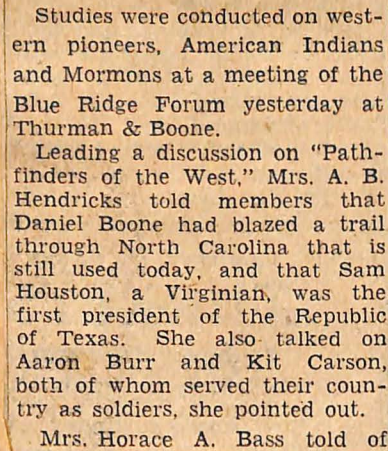 Studies were conducted on west-
ern pioneers, American Indians
and Mormons at a meeting of the
Blue Ridge Forum yesterday at
Thurman & Boone.
Leading a discussion on "Path-
finders of the West," Mrs. A. B.
Hendricks told members that
Daniel Boone had blazed a trail
through North Carolina that is
still used today, and that Sam
Houston, a Virginian, was the
first president of the Republic
of Texas. She also talked on
Aaron Burr and Kit Carson,
both of whom served their coun-
try as soldiers, she pointed out.
Mrs. Horace A. Bass told of